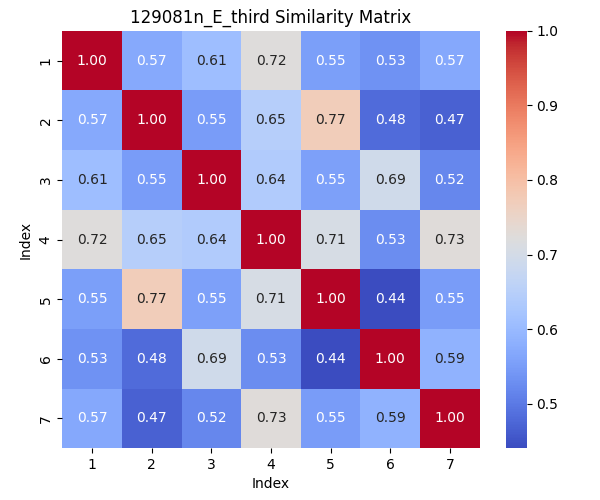 129081n_E_third Similarity Matrix
1 1.00 0.57 0.61 0.72 0.55 0.53 0.57
2 0.57 1.00 0.55 0.65 0.77 0.48 0.47
3 0.61 0.55 1.00 0.64 0.55 0.69 0.52
4 0.72 0.65 0.64 1.00 0.71 0.53 0.73
5 0.55 0.77 0.55 0.71 1.00 0.44 0.55
6 0.53 0.48 0.69 0.53 0.44 1.00 0.59
7 0.57 0.47 0.52 0.73 0.55 0.59 1.00
1 2 3 4 5 6 7
Index
Index
1.0
0.9
0.8
0.7
0.6
0.5